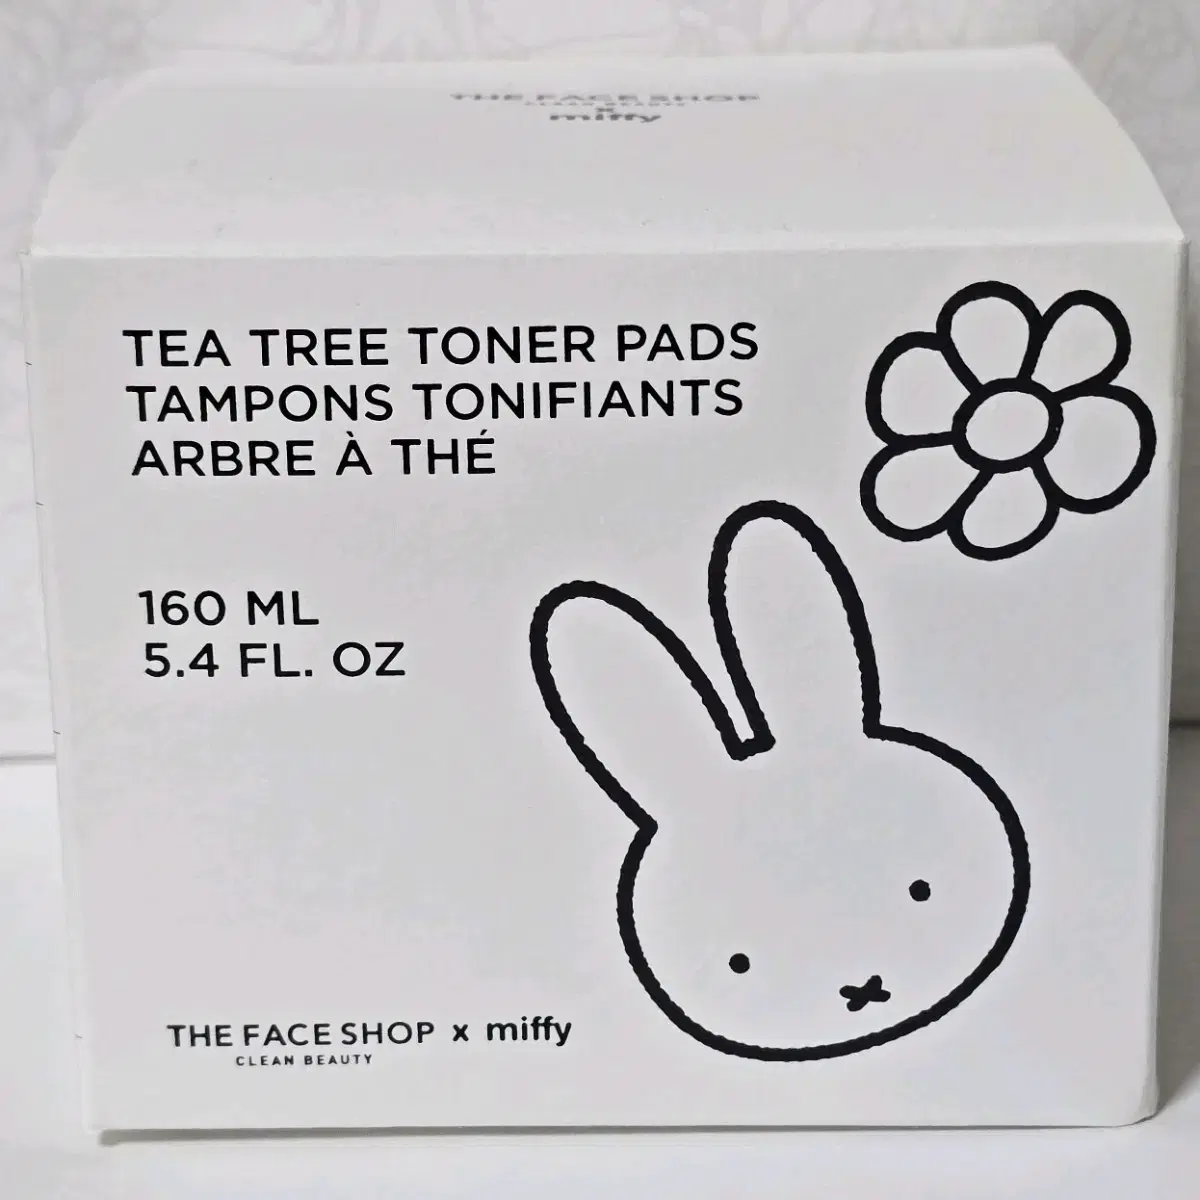 THE FACE SHOP
CLEAN BEAUTY
x
miffy
TEA TREE TONER PADS
TAMPONS TONIFIANTS
ARBRE À THÉ
160 ML
5.4 FL. OZ
THE FACE SHOP x miffy
CLEAN BEAUTY